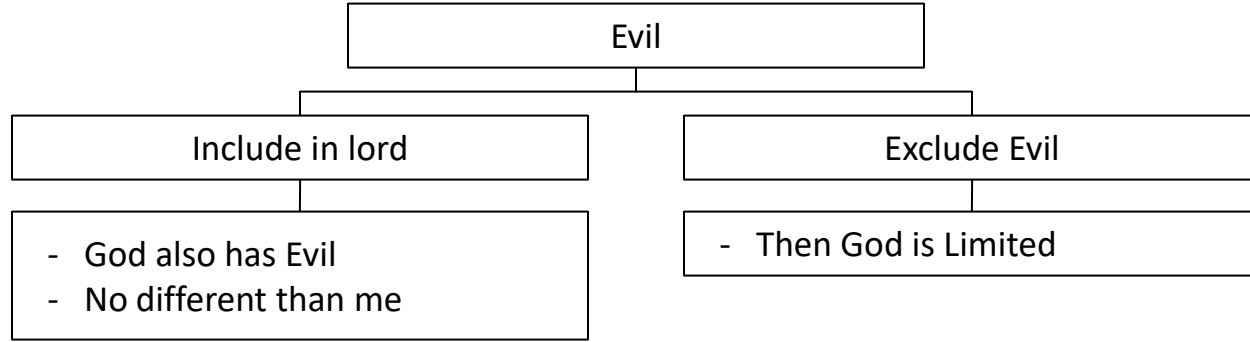 Evil
Include in lord
Exclude Evil
- God also has Evil
- No different than me
- Then God is Limited